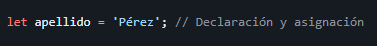 let apellido = 'Pérez'; // Declaración y asignación